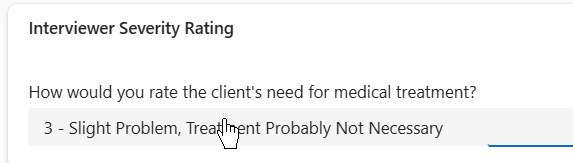 Interviewer Severity Rating
How would you rate the client's need for medical treatment?
3 - Slight Problem, Treatment Probably Not Necessary